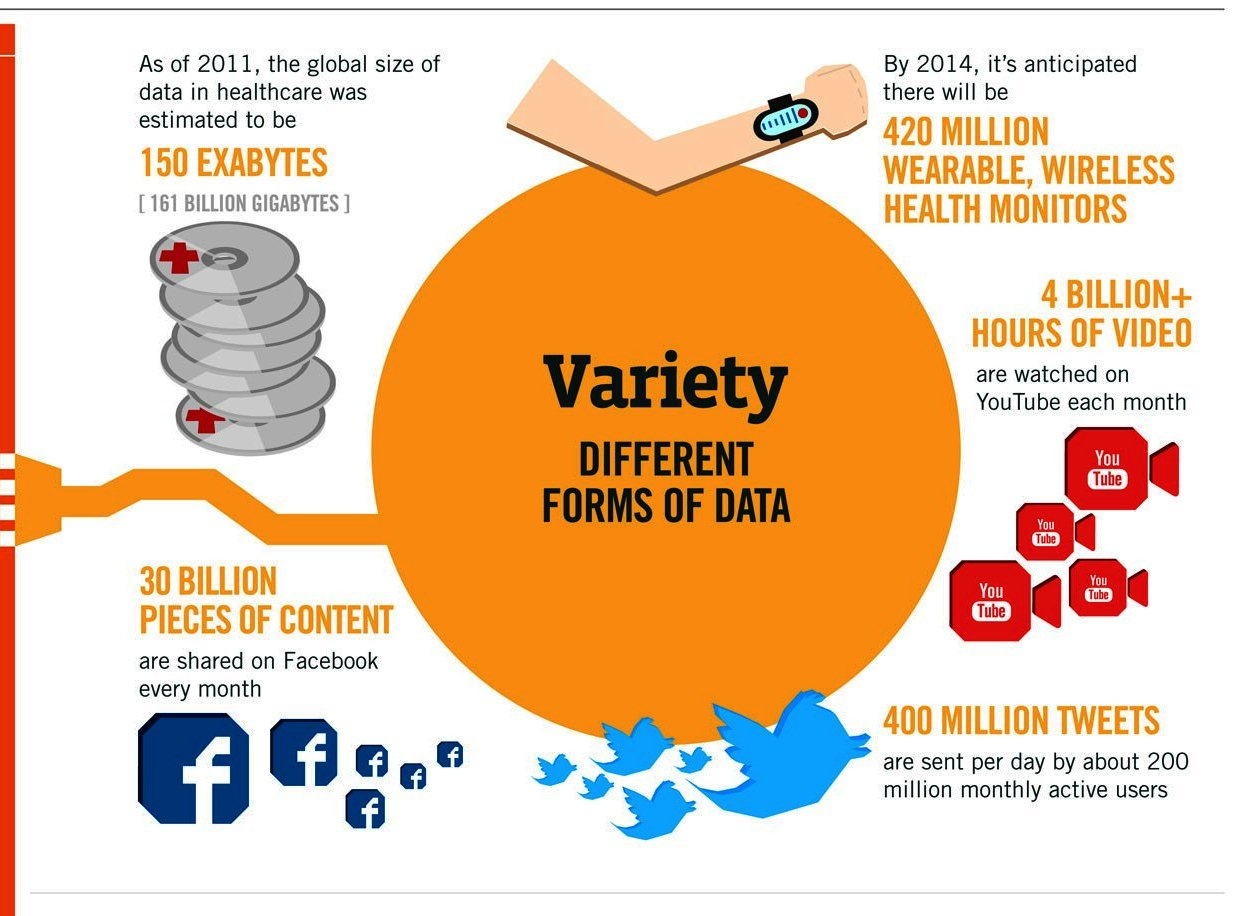 As of 2011, the global size of
data in healthcare was
estimated to be
150 EXABYTES
[ 161 BILLION GIGABYTES ]
By 2014, it's anticipated
there will be
420 MILLION
WEARABLE, WIRELESS
HEALTH MONITORS
4 BILLION+
HOURS OF VIDEO
are watched on
YouTube each month
You
Tube
You
Tube
You
Tube
You
Tube
Variety
DIFFERENT
FORMS OF DATA
30 BILLION
PIECES OF CONTENT
are shared on Facebook
every month
f
f
f
f
f
f
400 MILLION TWEETS
are sent per day by about 200
million monthly active users